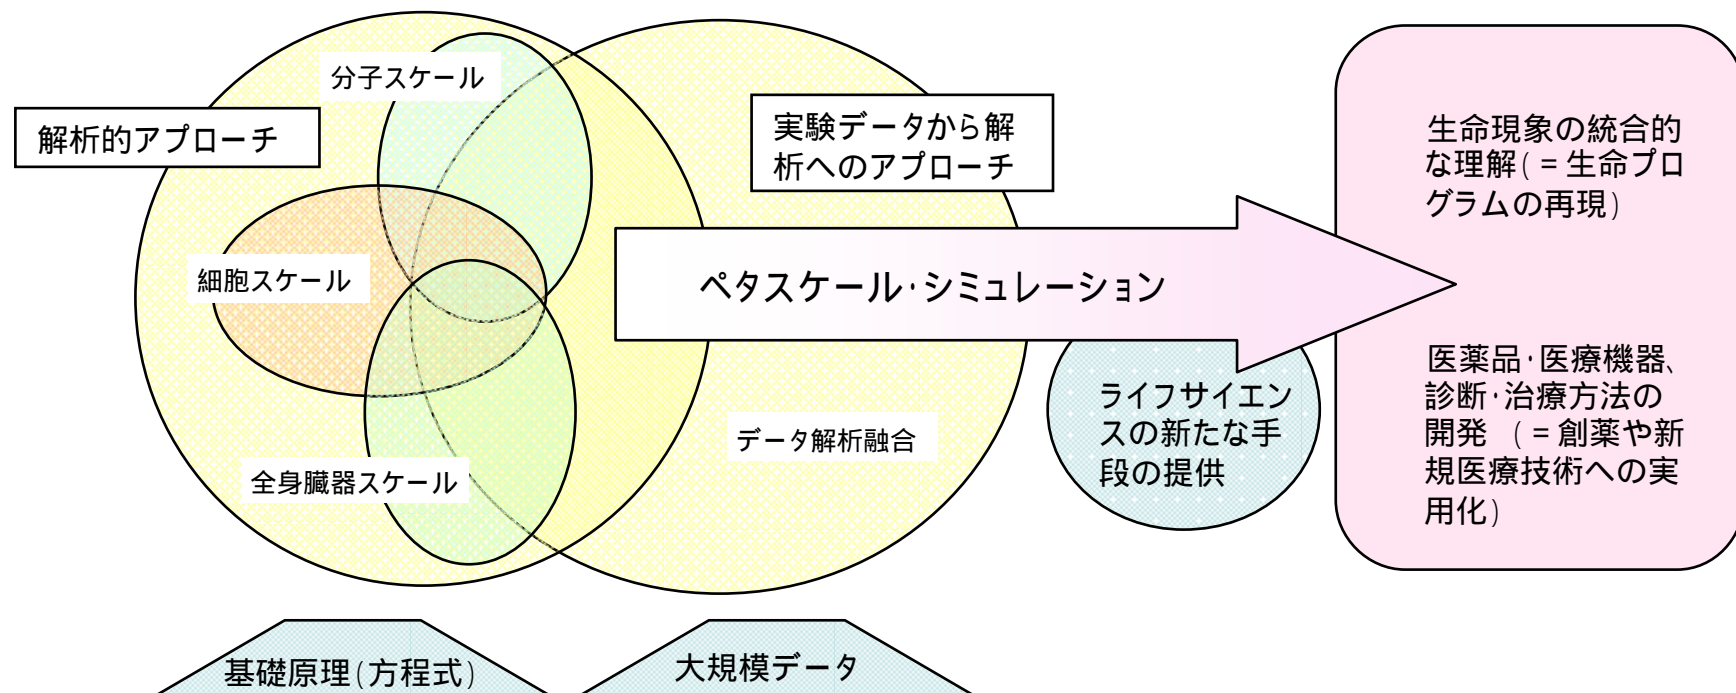 分子スケール
解析的アプローチ
実験データから解
析へのアプローチ
細胞スケール
ペタスケール・シミュレーション
データ解析融合
全身臓器スケール
ライフサイエン
スの新たな手
段の提供
生命現象の統合的
な理解(=生命プロ
グラムの再現)
医薬品・医療機器、
診断・治療方法の
開発 (=創薬や新
規医療技術への実
用化)
基礎原理(方程式)
大規模データ